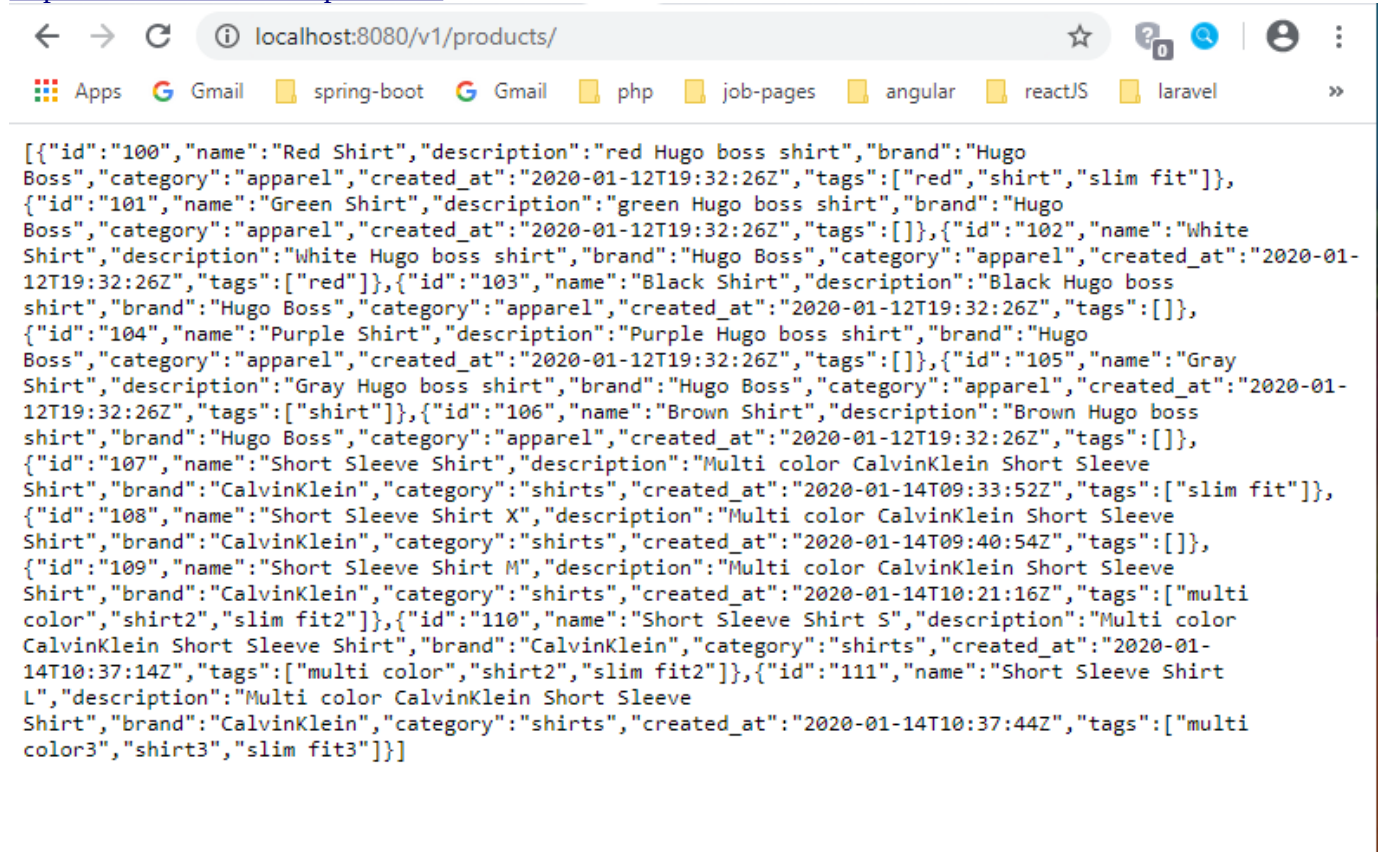 localhost:8080/v1/products/
0
Apps Gmail spring-boot Gmail php job-pages angular reactJS laravel »
[{"id":"100","name":"Red Shirt","description":"red Hugo boss shirt","brand":"Hugo
Boss","category":"apparel","created_at":"2020-01-12T19:32:26Z","tags":["red","shirt","slim fit"]},
{"id":"101","name":"Green Shirt","description":"green Hugo boss shirt","brand":"Hugo
Boss","category":"apparel","created_at":"2020-01-12T19:32:26Z","tags":[]},{"id":"102","name":"White
Shirt","description":"White Hugo boss shirt","brand":"Hugo Boss","category":"apparel","created_at":"2020-01-
12T19:32:26Z","tags":["red"]},{"id":"103","name":"Black Shirt","description":"Black Hugo boss
shirt","brand":"Hugo Boss","category":"apparel","created_at":"2020-01-12T19:32:26Z","tags":[]},
{"id":"104","name":"Purple Shirt","description":"Purple Hugo boss shirt","brand":"Hugo
Boss","category":"apparel","created_at":"2020-01-12T19:32:26Z","tags":[]},{"id":"105","name":"Gray
Shirt","description":"Gray Hugo boss shirt","brand":"Hugo Boss","category":"apparel","created_at":"2020-01-
12T19:32:26Z","tags":["shirt"]},{"id":"106","name":"Brown Shirt","description":"Brown Hugo boss
shirt","brand":"Hugo Boss","category":"apparel","created_at":"2020-01-12T19:32:26Z","tags":[]},
{"id":"107","name":"Short Sleeve Shirt","description":"Multi color CalvinKlein Short Sleeve
Shirt","brand":"CalvinKlein","category":"shirts","created_at":"2020-01-14T09:33:52Z","tags":["slim fit"]},
{"id":"108","name":"Short Sleeve Shirt X","description":"Multi color CalvinKlein Short Sleeve
Shirt","brand":"CalvinKlein","category":"shirts","created_at":"2020-01-14T09:40:54Z","tags":[]},
{"id":"109","name":"Short Sleeve Shirt M","description":"Multi color CalvinKlein Short Sleeve
Shirt","brand":"CalvinKlein","category":"shirts","created_at":"2020-01-14T10:21:16Z","tags":["multi
color","shirt2","slim fit2"]},{"id":"110","name":"Short Sleeve Shirt S","description":"Multi color
CalvinKlein Short Sleeve Shirt","brand":"CalvinKlein","category":"shirts","created_at":"2020-01-
14T10:37:14Z","tags":["multi color","shirt2","slim fit2"]},{"id":"111","name":"Short Sleeve Shirt
L","description":"Multi color CalvinKlein Short Sleeve
Shirt","brand":"CalvinKlein","category":"shirts","created_at":"2020-01-14T10:37:44Z","tags":["multi
color3","shirt3","slim fit3"]}]